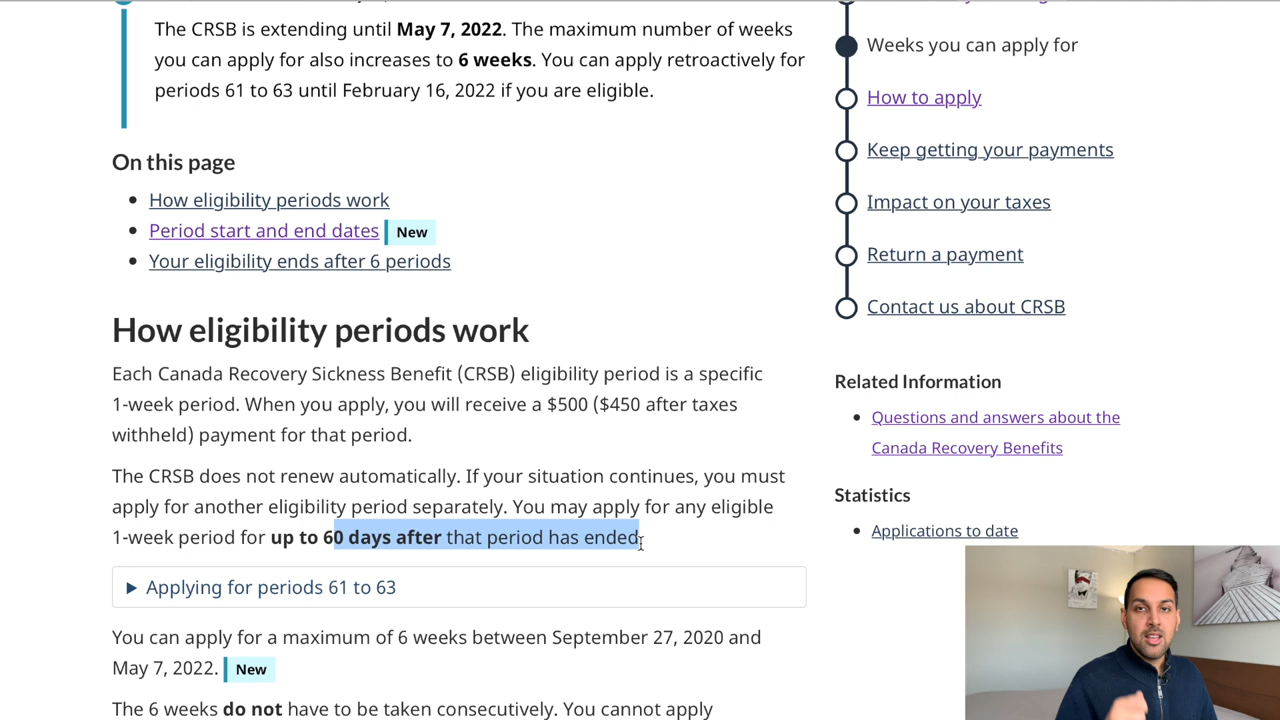 The CRSB is extending until May 7, 2022. The maximum number of weeks
you can apply for also increases to 6 weeks. You can apply retroactively for
periods 61 to 63 until February 16, 2022 if you are eligible.
On this page
How eligibility periods work
Period start and end dates New
Your eligibility ends after 6 periods
How eligibility periods work
Each Canada Recovery Sickness Benefit (CRSB) eligibility period is a specific
1-week period. When you apply, you will receive a $500 ($450 after taxes
withheld) payment for that period.
The CRSB does not renew automatically. If your situation continues, you must
apply for another eligibility period separately. You may apply for any eligible
1-week period for up to 60 days after that period has ended.
Applying for periods 61 to 63
You can apply for a maximum of 6 weeks between September 27, 2020 and
May 7, 2022. New
The 6 weeks do not have to be taken consecutively. You cannot apply
Weeks you can apply for
How to apply
Keep getting your payments
Impact on your taxes
Return a payment
Contact us about CRSB
Related Information
Questions and answers about the
Canada Recovery Benefits
Statistics
Applications to date